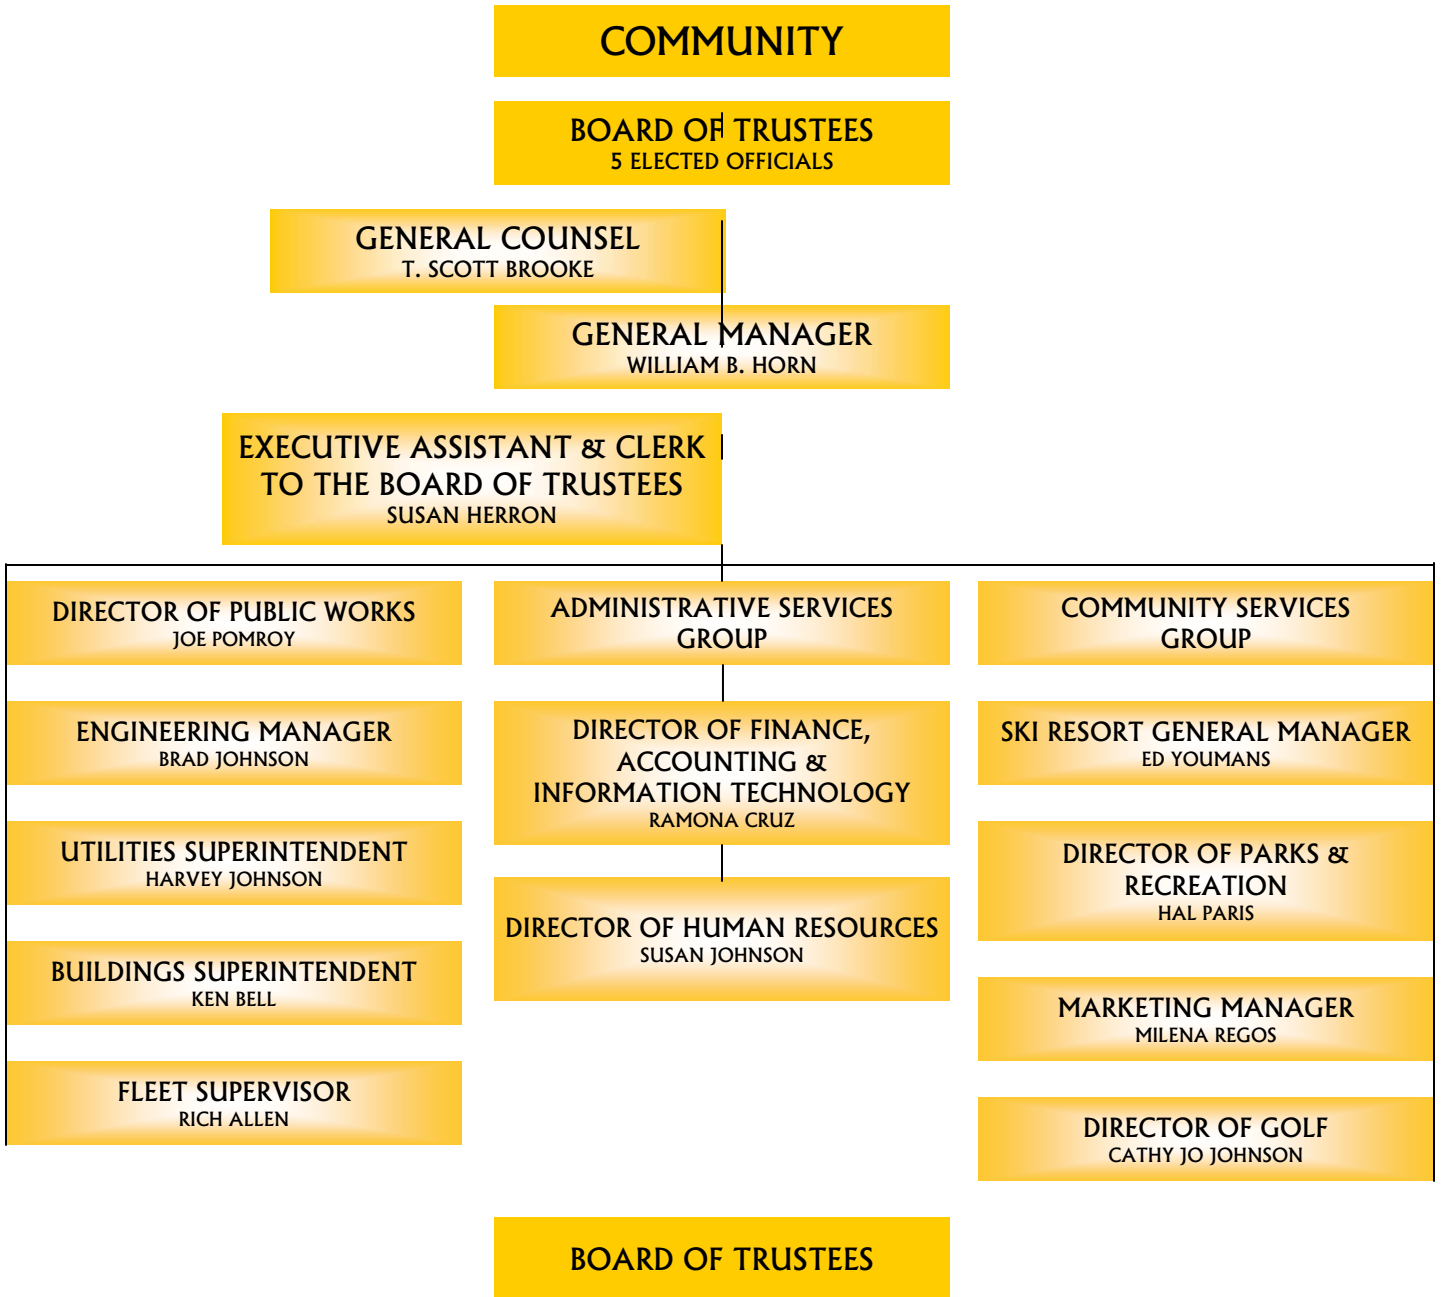 COMMUNITY
BOARD OF TRUSTEES
5 ELECTED OFFICIALS
GENERAL COUNSEL
T. SCOTT BROOKE
GENERAL MANAGER
WILLIAM B. HORN
EXECUTIVE ASSISTANT & CLERK
TO THE BOARD OF TRUSTEES
SUSAN HERRON
DIRECTOR OF PUBLIC WORKS
JOE POMROY
ENGINEERING MANAGER
BRAD JOHNSON
UTILITIES SUPERINTENDENT
HARVEY JOHNSON
BUILDINGS SUPERINTENDENT
KEN BELL
FLEET SUPERVISOR
RICH ALLEN
ADMINISTRATIVE SERVICES
GROUP
DIRECTOR OF FINANCE,
ACCOUNTING &
INFORMATION TECHNOLOGY
RAMONA CRUZ
DIRECTOR OF HUMAN RESOURCES
SUSAN JOHNSON
COMMUNITY SERVICES
GROUP
SKI RESORT GENERAL MANAGER
ED YOUMANS
DIRECTOR OF PARKS &
RECREATION
HAL PARIS
MARKETING MANAGER
MILENA REGOS
DIRECTOR OF GOLF
CATHY JO JOHNSON
BOARD OF TRUSTEES